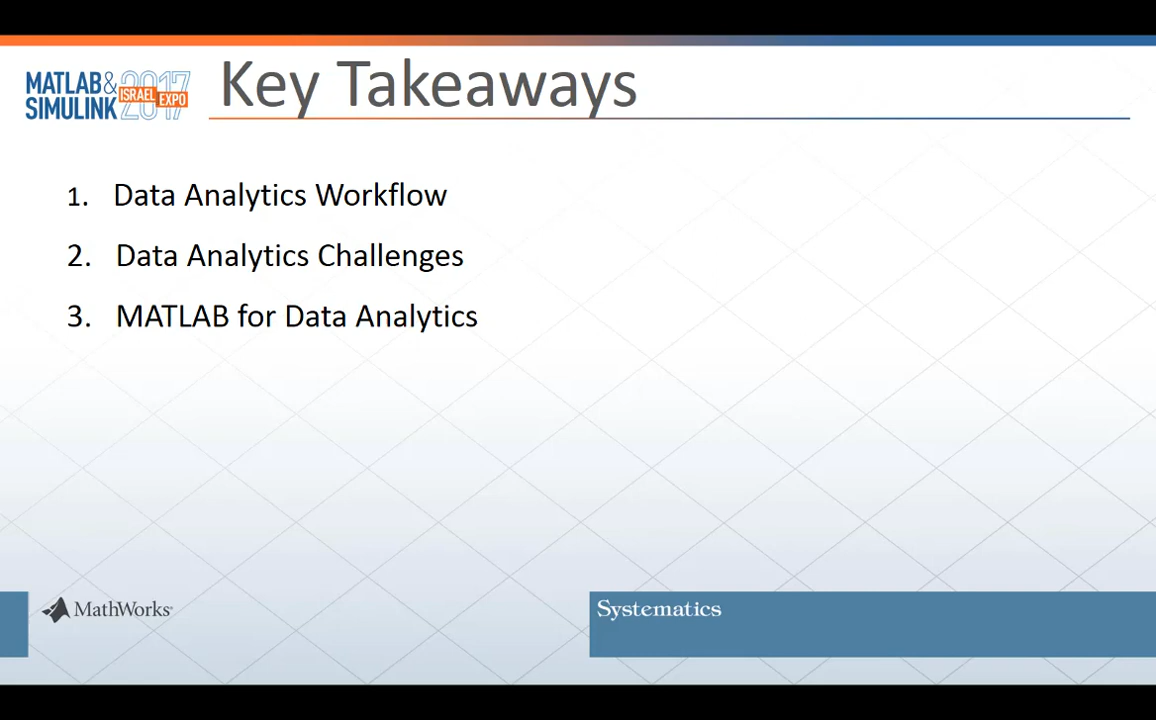 MATLAB&
SIMULINK
2017
ISRAEL
EXPO
Key Takeaways
1. Data Analytics Workflow
2. Data Analytics Challenges
3. MATLAB for Data Analytics
MathWorks®
Systematics